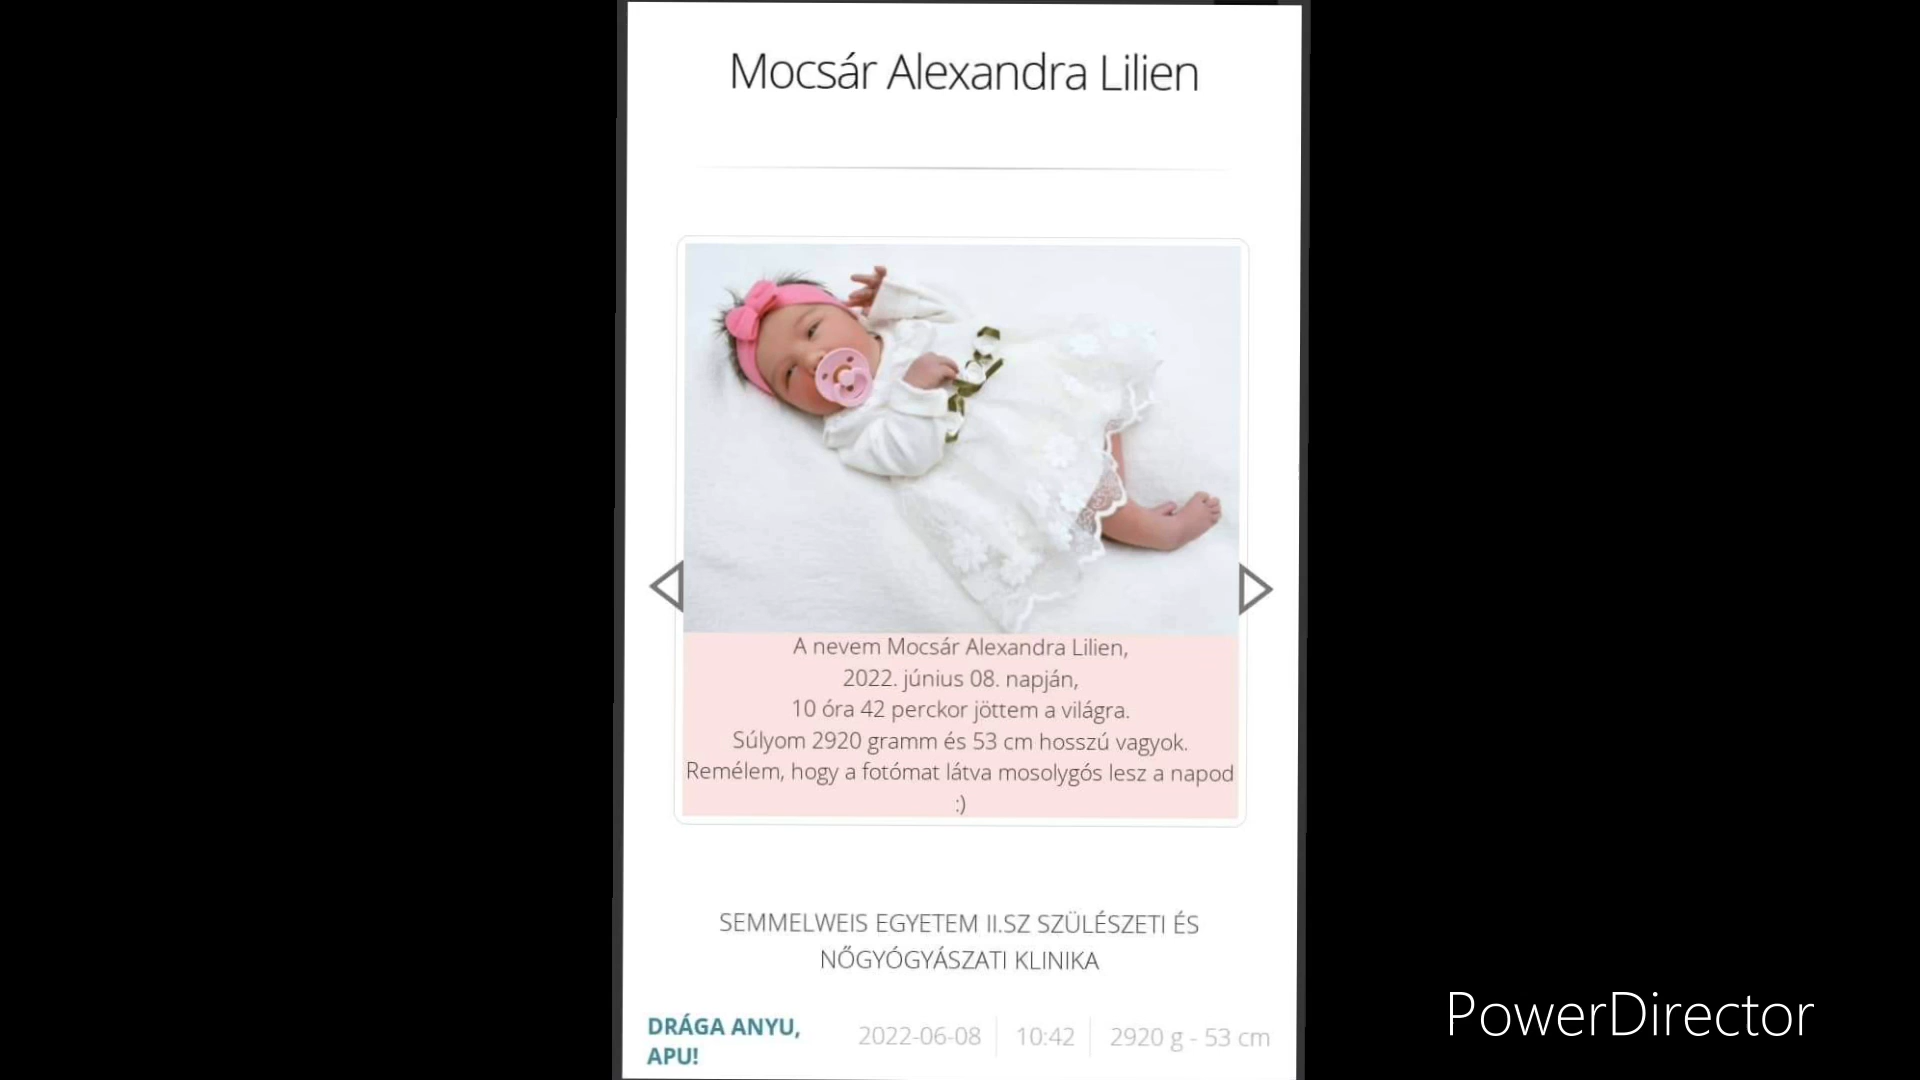 Mocsár Alexandra Lilien
A nevem Mocsár Alexandra Lilien,
2022. június 08. napján,
10 óra 42 perckor jöttem a világra.
Súlyom 2920 gramm és 53 cm hosszú vagyok.
Remélem, hogy a fotómat látva mosolygós lesz a napod
:)
SEMMELWEIS EGYETEM II.SZ SZÜLÉSZETI ÉS
NŐGYÓGYÁSZATI KLINIKA
DRÁGA ANYU,
APU!
2022-06-08
10:42
2920 g - 53 cm
PowerDirector